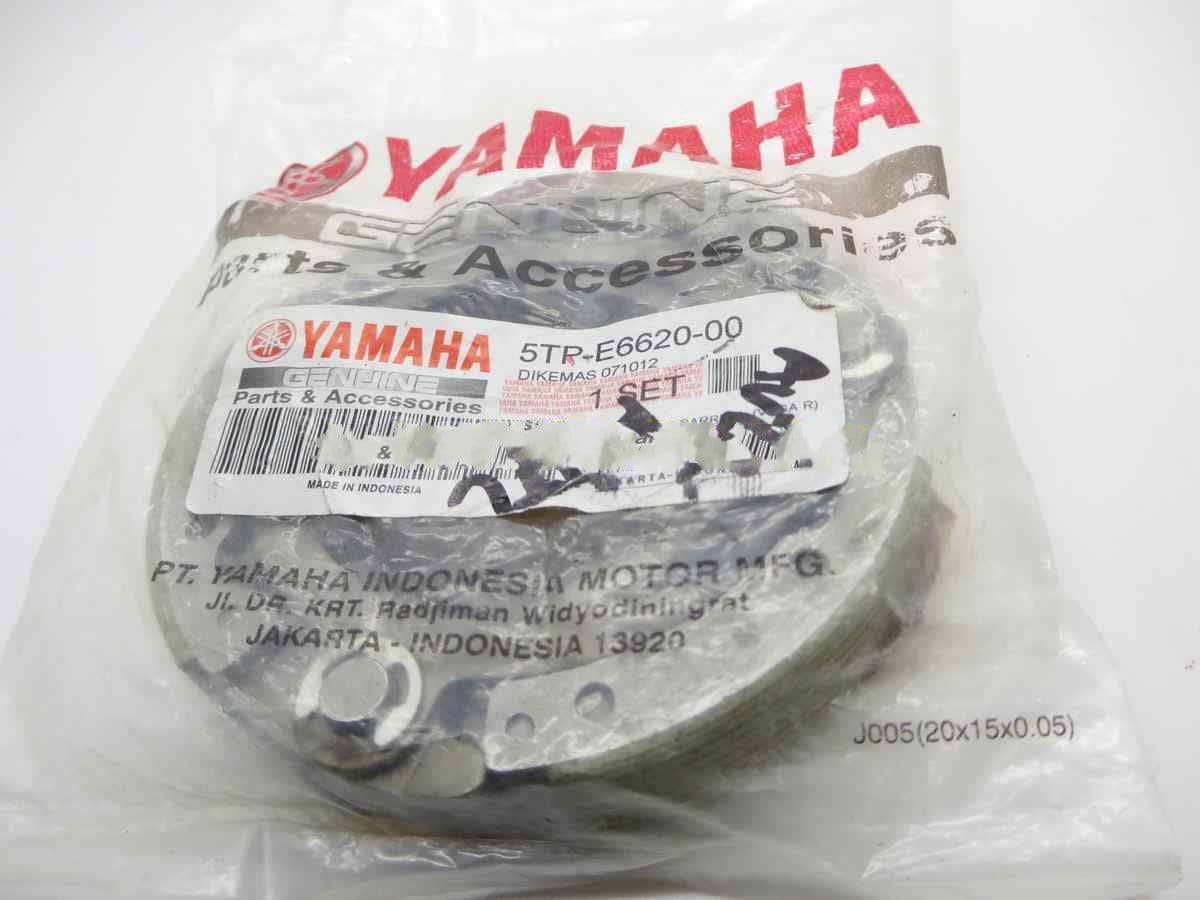 YAMAHA
GENUINE
Parts & Accessories
YAMAHA
GENUINE
Parts & Accessories
5TP-E6620-00
DIKEMAS 071012
1 SET
R)
&
MADE IN INDONESIA
PT. YAMAHA INDONESIA MOTOR MFG.
Jl. DR. KRT. Radjiman Widyodiningrat
JAKARTA - INDONESIA 13920
J005(20x15x0.05)